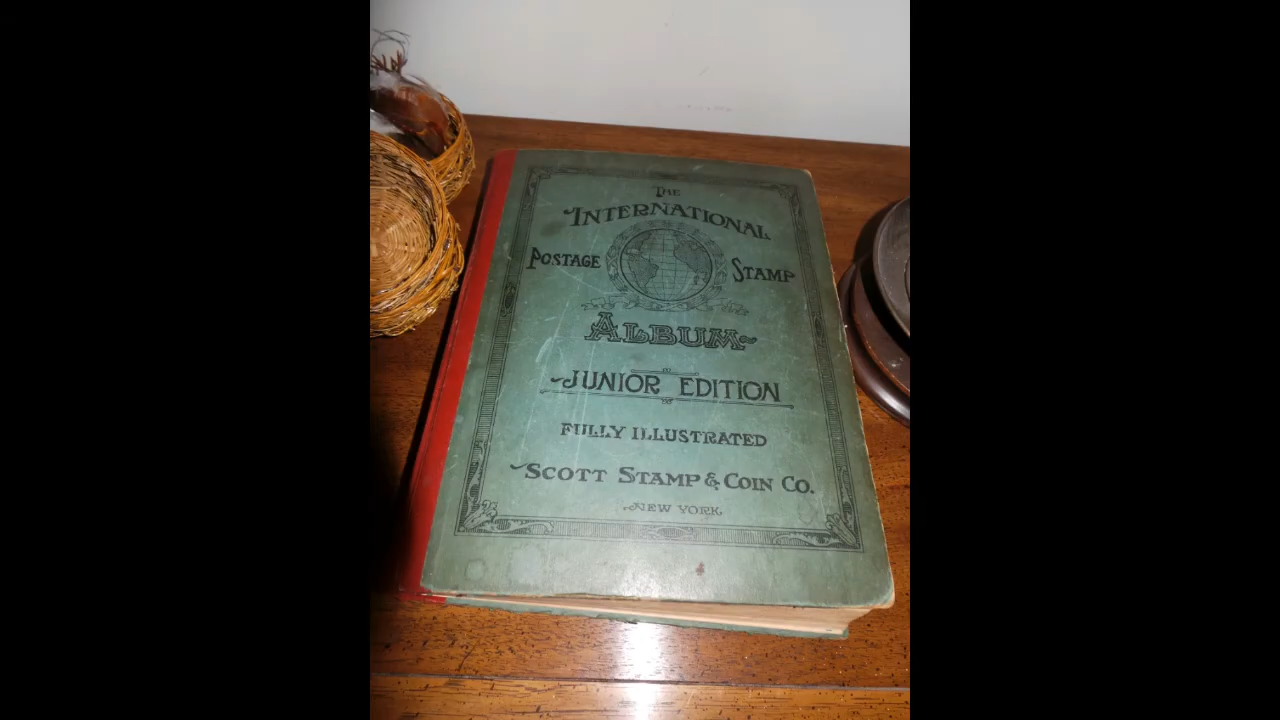 THE
INTERNATIONAL
POSTAGE STAMP
ALBUM
JUNIOR EDITION
FULLY ILLUSTRATED
SCOTT STAMP & COIN CO.
NEW YORK